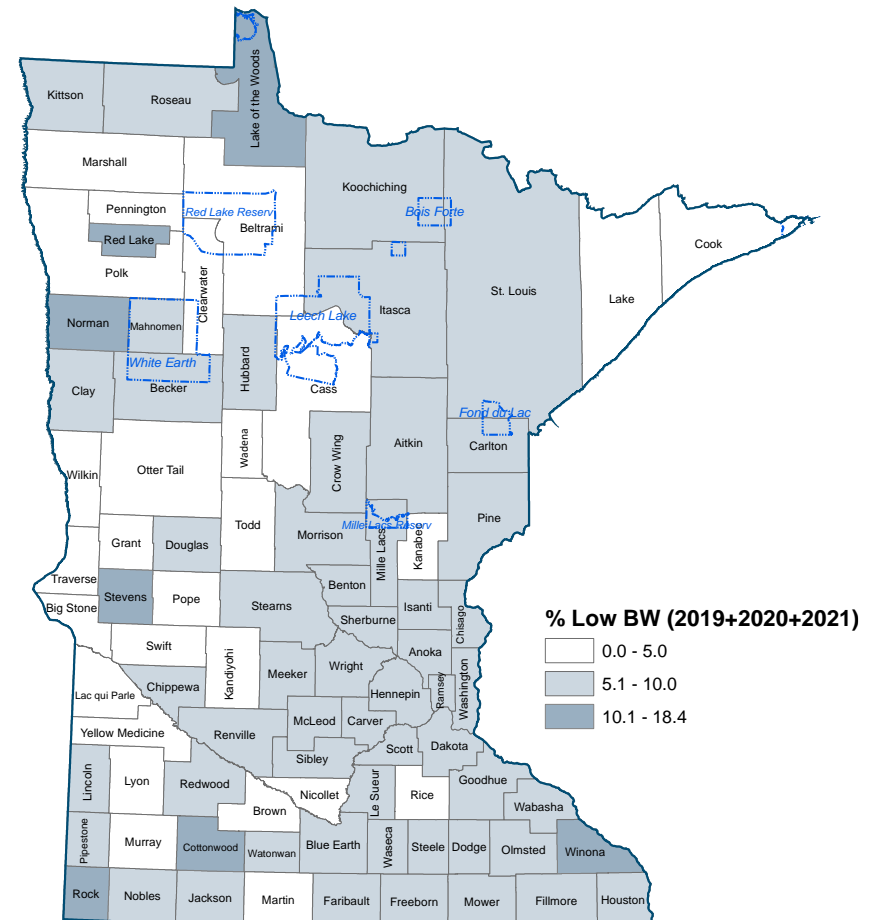 Kittson
Roseau
Lake of the Woods
Marshall
Koochiching
Pennington
Red Lake Reserv
Bois Forte
Beltrami
Red Lake
Cook
Polk
Clearwater
St. Louis
Lake
Itasca
Norman
Mahnomen
Leech Lake
White Earth
Hubbard
Clay
Becker
Cass
Fond du Lac
Wadena
Crow Wing
Aitkin
Carlton
Wilkin
Otter Tail
Todd
Pine
Mille Lacs Reserv
Grant
Douglas
Morrison
Mille Lacs
Kanabec
Traverse
Benton
Stevens
Pope
Stearns
Isanti
Big Stone
Sherburne
Chisago
% Low BW (2019+2020+2021)
0.0 - 5.0
5.1 - 10.0
10.1 - 18.4
Swift
Kandiyohi
Anoka
Wright
Meeker
Washington
Ramsey
Chippewa
Lac qui Parle
Hennepin
McLeod
Carver
Yellow Medicine
Renville
Scott
Dakota
Sibley
Lincoln
Lyon
Redwood
Nicollet
Le Sueur
Rice
Goodhue
Brown
Wabasha
Pipestone
Murray
Cottonwood
Watonwan
Blue Earth
Waseca
Steele
Dodge
Olmsted
Winona
Rock
Nobles
Jackson
Martin
Faribault
Freeborn
Mower
Fillmore
Houston